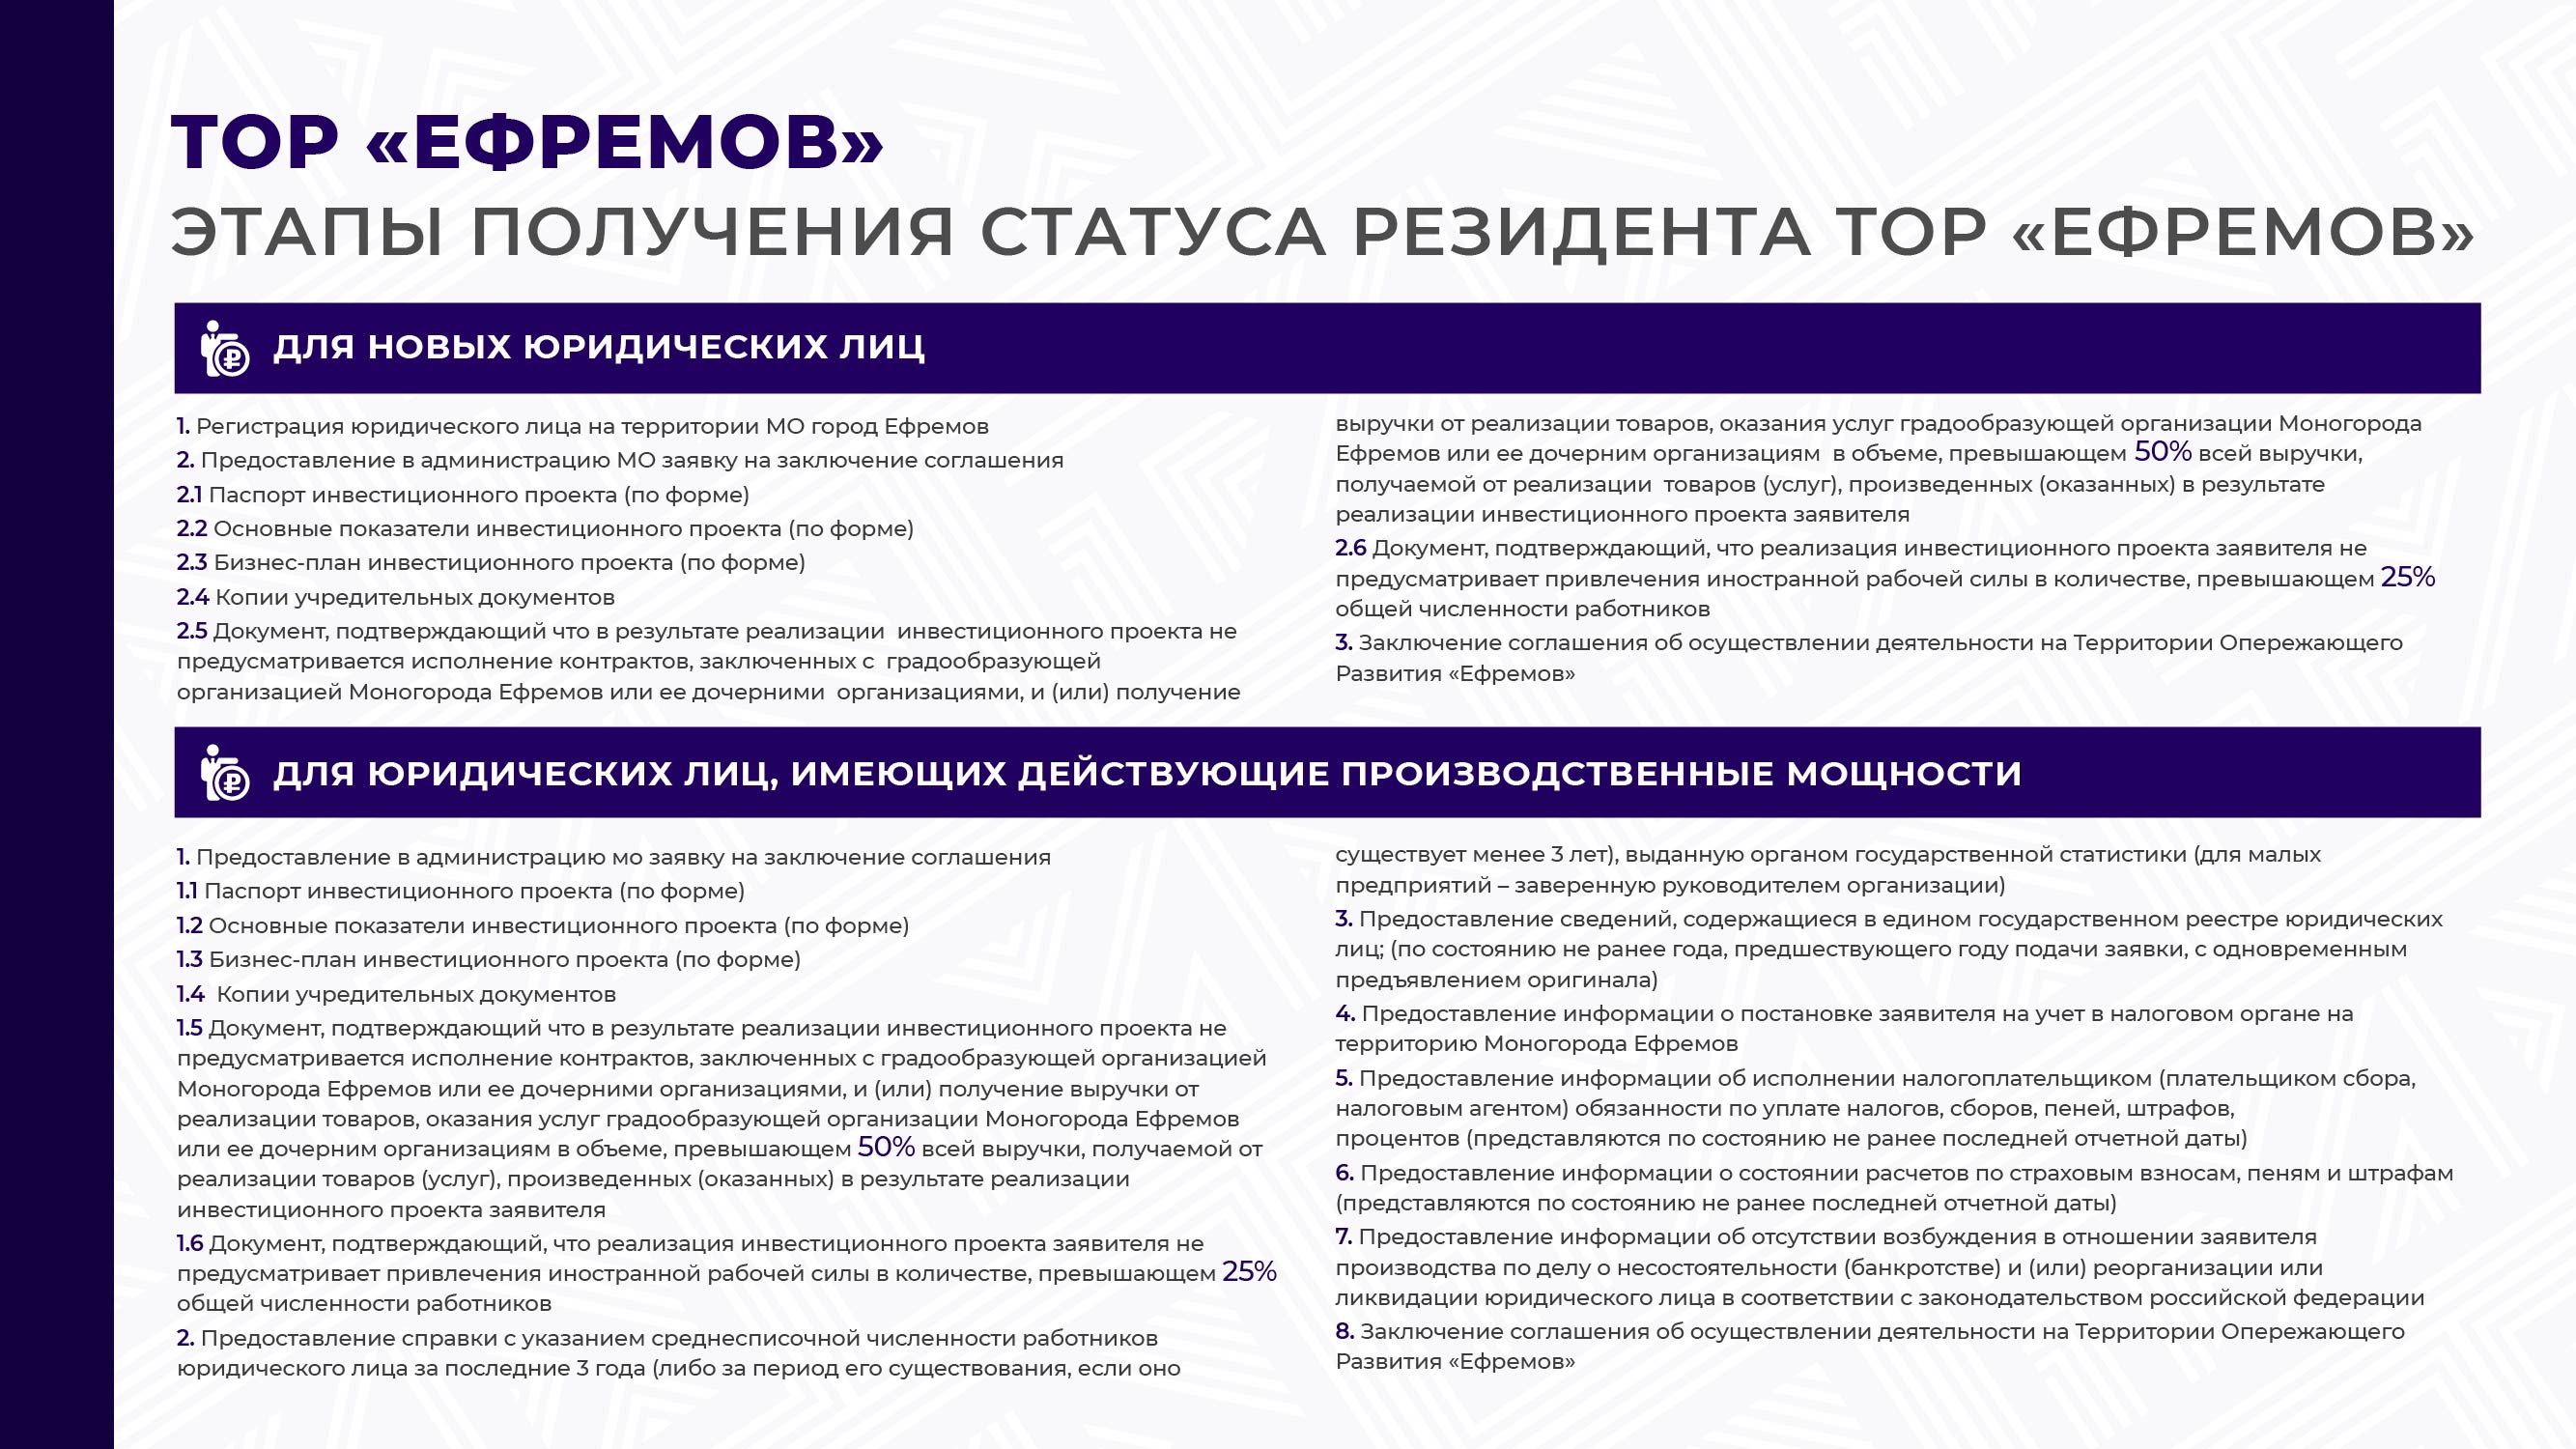 ТОР «ЕФРЕМОВ»
ЭТАПЫ ПОЛУЧЕНИЯ СТАТУСА РЕЗИДЕНТА ТОР «ЕФРЕМОВ»
ДЛЯ НОВЫХ ЮРИДИЧЕСКИХ ЛИЦ
1. Регистрация юридического лица на территории МО город Ефремов
2. Предоставление в администрацию МО заявку на заключение соглашения
2.1 Паспорт инвестиционного проекта (по форме)
2.2 Основные показатели инвестиционного проекта (по форме)
2.3 Бизнес-план инвестиционного проекта (по форме)
2.4 Копии учредительных документов
2.5 Документ, подтверждающий что в результате реализации  инвестиционного проекта не
предусматривается исполнение контрактов, заключенных с  градообразующей
организацией Моногорода Ефремов или ее дочерними  организациями, и (или) получение
выручки от реализации товаров, оказания услуг градообразующей организации Моногорода
Ефремов или ее дочерним организациям  в объеме, превышающем 50% всей выручки,
получаемой от реализации  товаров (услуг), произведенных (оказанных) в результате
реализации инвестиционного проекта заявителя
2.6 Документ, подтверждающий, что реализация инвестиционного проекта заявителя не
предусматривает привлечения иностранной рабочей силы в количестве, превышающем 25%
общей численности работников
3. Заключение соглашения об осуществлении деятельности на Территории Опережающего
Развития «Ефремов»
ДЛЯ ЮРИДИЧЕСКИХ ЛИЦ, ИМЕЮЩИХ ДЕЙСТВУЮЩИЕ ПРОИЗВОДСТВЕННЫЕ МОЩНОСТИ
1. Предоставление в администрацию мо заявку на заключение соглашения
1.1 Паспорт инвестиционного проекта (по форме)
1.2 Основные показатели инвестиционного проекта (по форме)
1.3 Бизнес-план инвестиционного проекта (по форме)
1.4  Копии учредительных документов
1.5 Документ, подтверждающий что в результате реализации инвестиционного проекта не
предусматривается исполнение контрактов, заключенных с градообразующей организацией
Моногорода Ефремов или ее дочерними организациями, и (или) получение выручки от
реализации товаров, оказания услуг градообразующей организации Моногорода Ефремов
или ее дочерним организациям в объеме, превышающем 50% всей выручки, получаемой от
реализации товаров (услуг), произведенных (оказанных) в результате реализации
инвестиционного проекта заявителя
1.6 Документ, подтверждающий, что реализация инвестиционного проекта заявителя не
предусматривает привлечения иностранной рабочей силы в количестве, превышающем 25%
общей численности работников
2. Предоставление справки с указанием среднесписочной численности работников
юридического лица за последние 3 года (либо за период его существования, если оно
существует менее 3 лет), выданную органом государственной статистики (для малых
предприятий – заверенную руководителем организации)
3. Предоставление сведений, содержащиеся в едином государственном реестре юридических
лиц; (по состоянию не ранее года, предшествующего году подачи заявки, с одновременным
предъявлением оригинала)
4. Предоставление информации о постановке заявителя на учет в налоговом органе на
территорию Моногорода Ефремов
5. Предоставление информации об исполнении налогоплательщиком (плательщиком сбора,
налоговым агентом) обязанности по уплате налогов, сборов, пеней, штрафов,
процентов (представляются по состоянию не ранее последней отчетной даты)
6. Предоставление информации о состоянии расчетов по страховым взносам, пеням и штрафам
(представляются по состоянию не ранее последней отчетной даты)
7. Предоставление информации об отсутствии возбуждения в отношении заявителя
производства по делу о несостоятельности (банкротстве) и (или) реорганизации или
ликвидации юридического лица в соответствии с законодательством российской федерации
8. Заключение соглашения об осуществлении деятельности на Территории Опережающего
Развития «Ефремов»